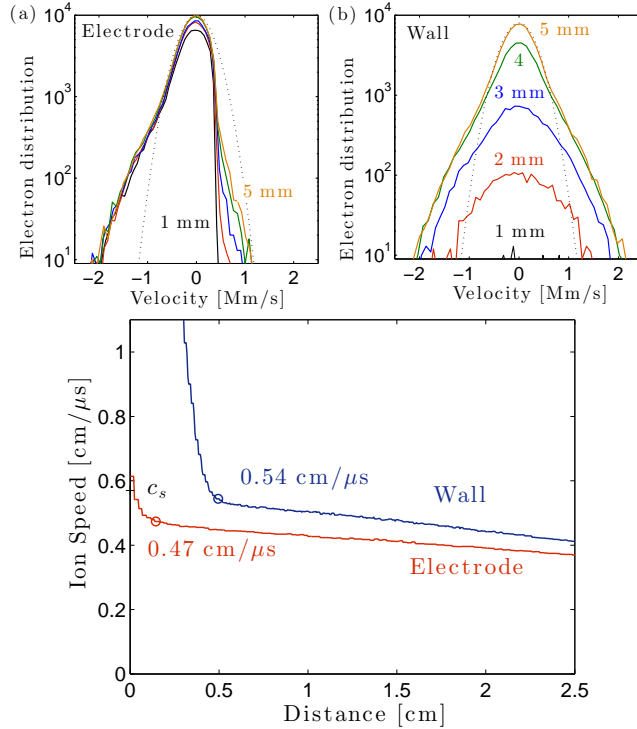 (a)
Electrode
5 mm
1 mm
10^4
10^3
10^2
10^1
Electron distribution
−2 −1 0 1 2
Velocity [Mm/s]
(b)
Wall
5 mm
4
3 mm
2 mm
1 mm
10^4
10^3
10^2
10^1
Electron distribution
−2 −1 0 1 2
Velocity [Mm/s]
Ion Speed [cm/μs]
1
0.8
0.6
0.4
0.2
0
c_s
0.54 cm/μs
Wall
0.47 cm/μs
Electrode
0 0.5 1 1.5 2 2.5
Distance [cm]